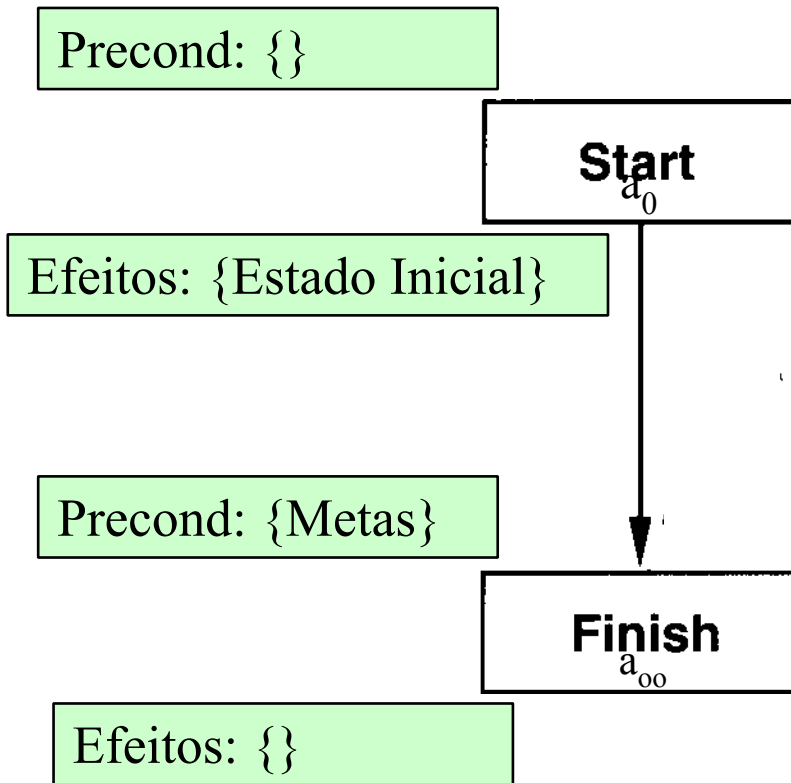 Precond: {}
Start
a0
Efeitos: {Estado Inicial}
Precond: {Metas}
Finish
aoo
Efeitos: {}